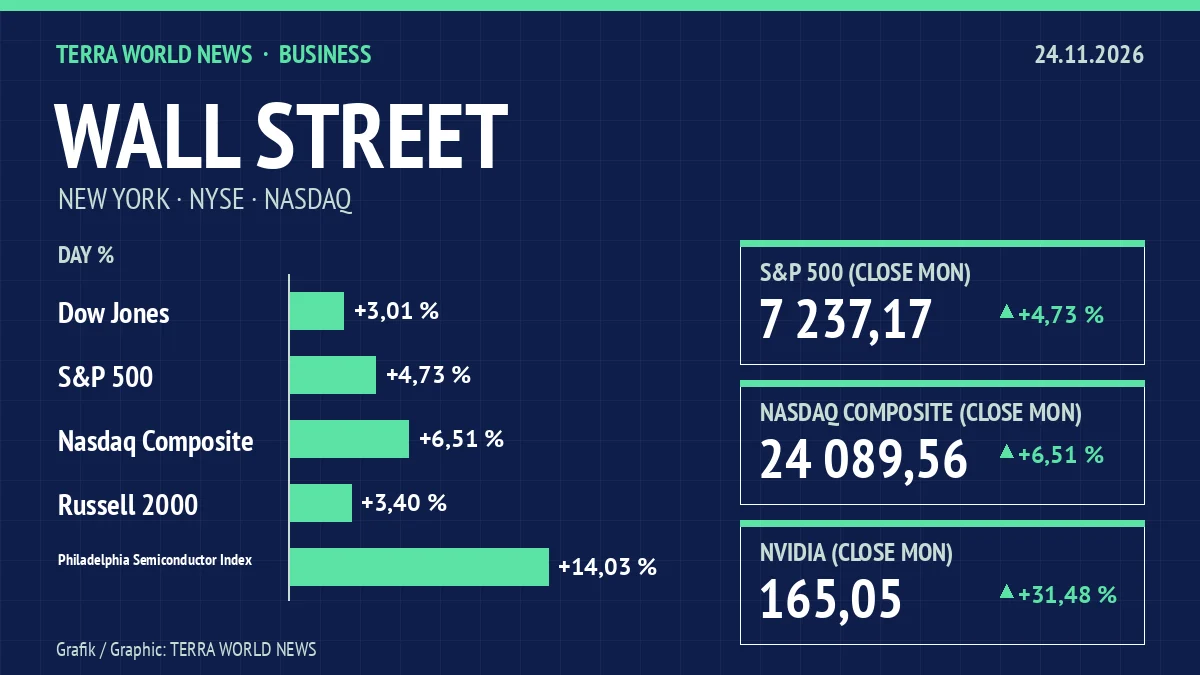 TERRA WORLD NEWS · BUSINESS
24.11.2026
WALL STREET
NEW YORK · NYSE · NASDAQ
DAY %
Dow Jones +3,01 %
S&P 500 +4,73 %
Nasdaq Composite +6,51 %
Russell 2000 +3,40 %
Philadelphia Semiconductor Index +14,03 %
S&P 500 (CLOSE MON)
7 237,17 ▲+4,73 %
NASDAQ COMPOSITE (CLOSE MON)
24 089,56 ▲+6,51 %
NVIDIA (CLOSE MON)
165,05 ▲+31,48 %
Grafik / Graphic: TERRA WORLD NEWS